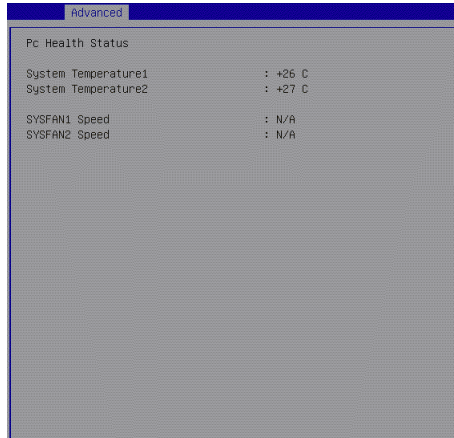 Advanced
Pc Health Status
System Temperature1 : +26 C
System Temperature2 : +27 C
SYSFAN1 Speed : N/A
SYSFAN2 Speed : N/A